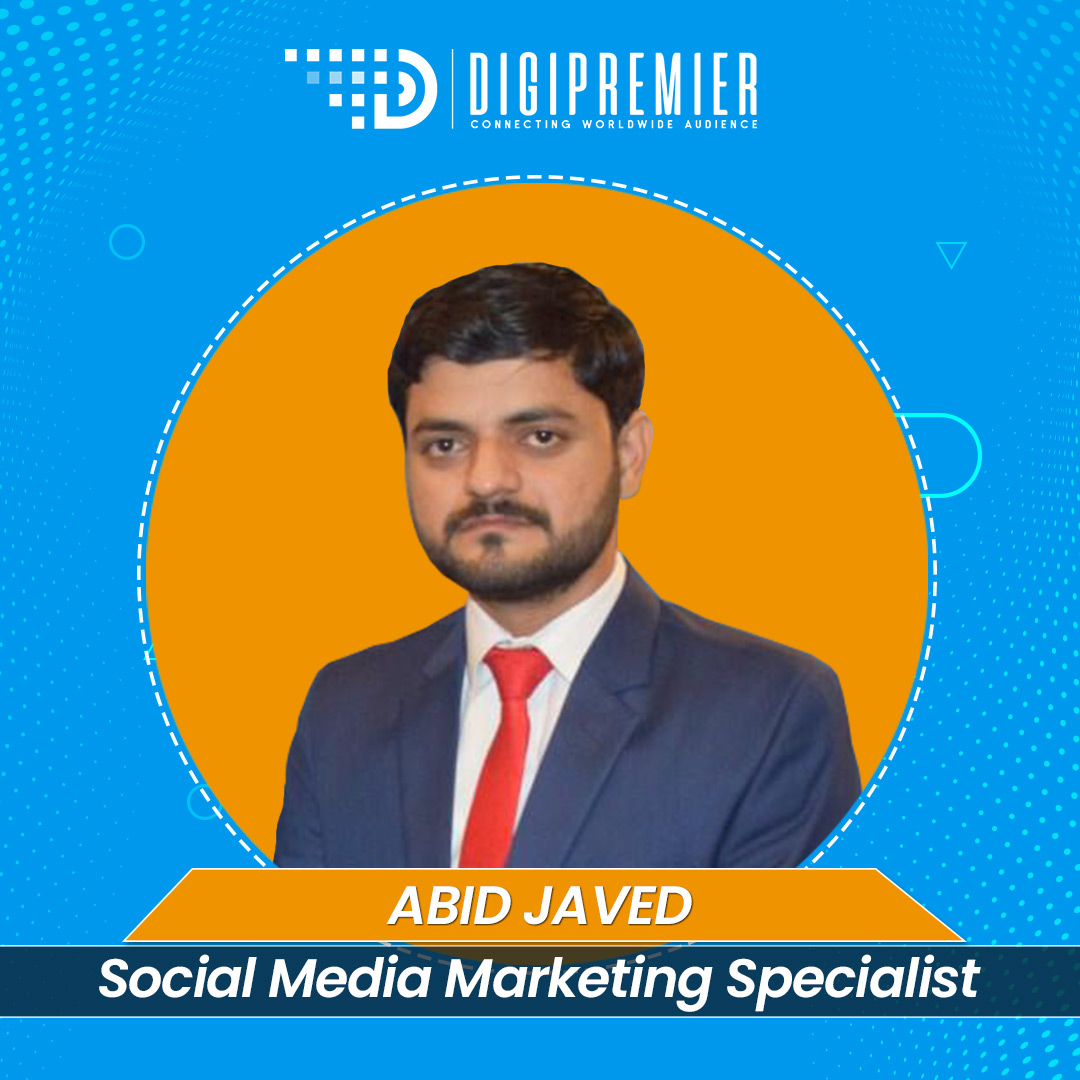 DIGIPREMIER
CONNECTING WORLDWIDE AUDIENCE
ABID JAVED
Social Media Marketing Specialist